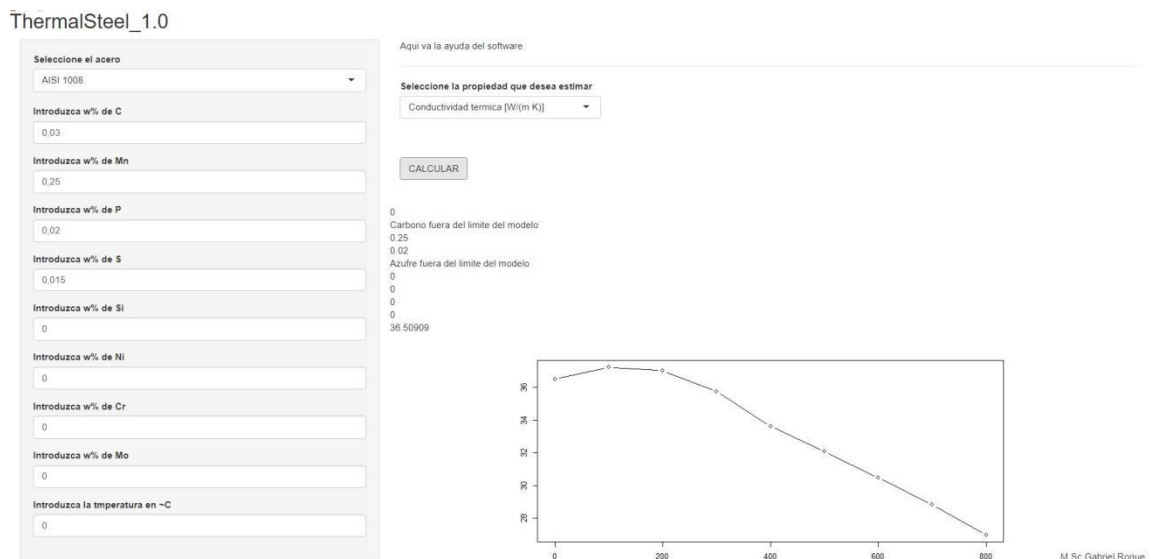 ThermalSteel_1.0
Seleccione el acero
AISI 1008
Introduzca w% de C
0,03
Introduzca w% de Mn
0,25
Introduzca w% de P
0,02
Introduzca w% de S
0,015
Introduzca w% de Si
0
Introduzca w% de Ni
0
Introduzca w% de Cr
0
Introduzca w% de Mo
0
Introduzca la tmperatura en ~C
0
Aqui va la ayuda del software
Seleccione la propiedad que desea estimar
Conductividad termica [W/(m K)]
CALCULAR
0
Carbono fuera del limite del modelo
0.25
0.02
Azufre fuera del limite del modelo
0
0
0
0
36.50909
36
34
32
30
28
0 200 400 600 800
M.Sc Gabriel Roque